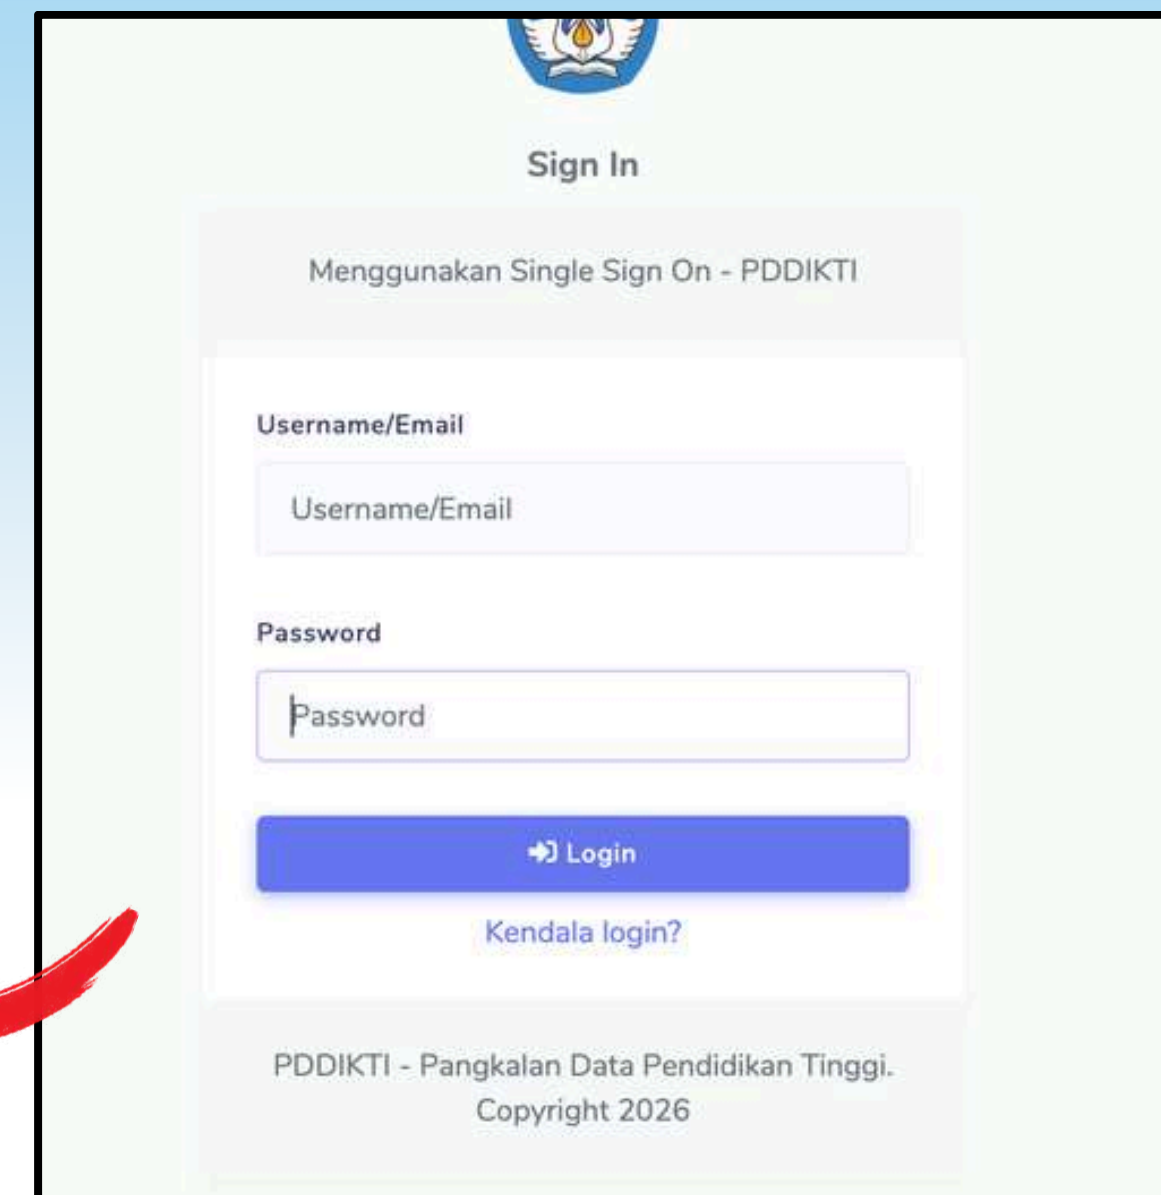 Sign In
Menggunakan Single Sign On - PDDIKTI
Username/Email
Username/Email
Password
Password
Login
Kendala login?
PDDIKTI - Pangkalan Data Pendidikan Tinggi.
Copyright 2026